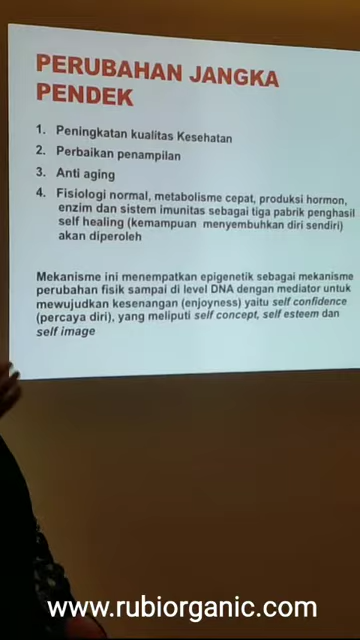 PERUBAHAN JANGKA
PENDEK
1. Peningkatan kualitas Kesehatan
2. Perbaikan penampilan
3. Anti aging
4. Fisiologi normal, metabolisme cepat, produksi hormon,
enzim dan sistem imunitas sebagai tiga pabrik penghasil
self healing (kemampuan menyembuhkan diri sendiri)
akan diperoleh
Mekanisme ini menempatkan epigenetik sebagai mekanisme
perubahan fisik sampai di level DNA dengan mediator untuk
mewujudkan kesenangan (enjoyness) yaitu self confidence
(percaya diri), yang meliputi self concept, self esteem dan
self image
www.rubiorganic.com